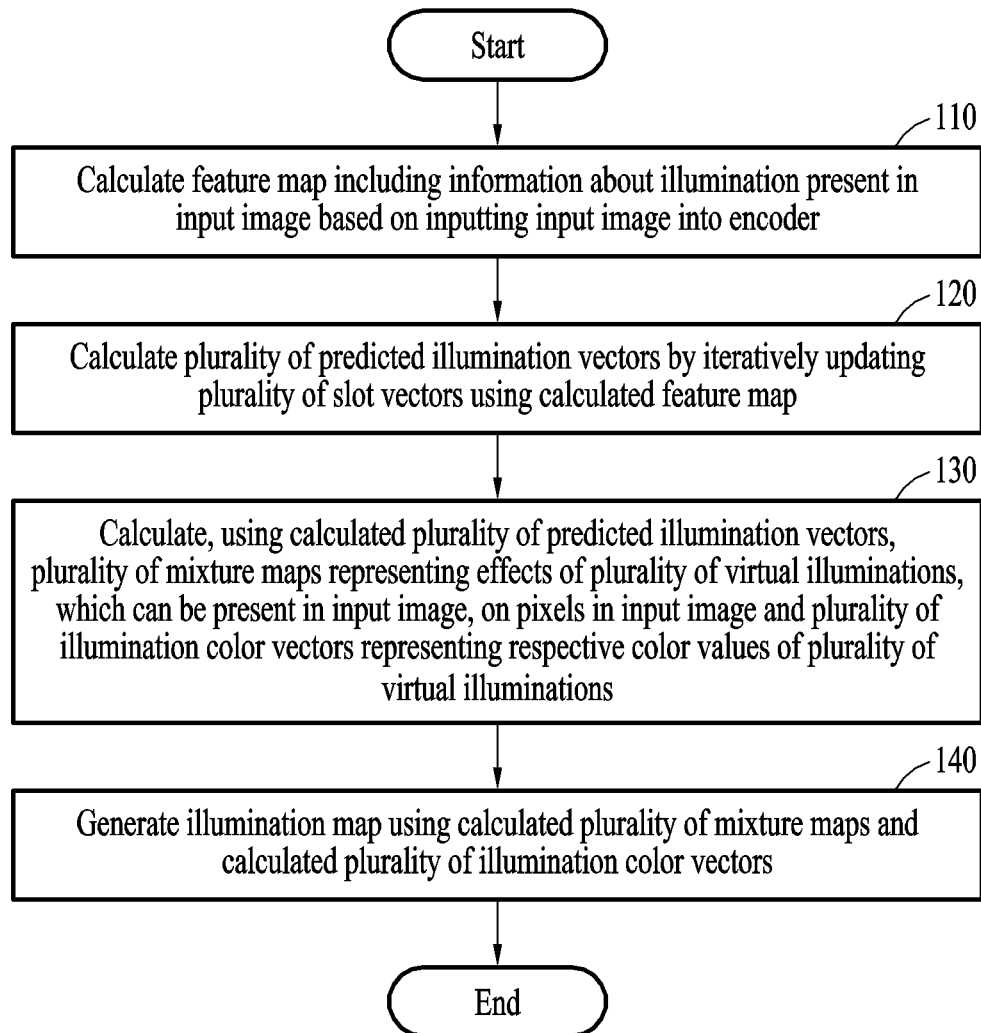 Start
110
Calculate feature map including information about illumination present in
input image based on inputting input image into encoder
120
Calculate plurality of predicted illumination vectors by iteratively updating
plurality of slot vectors using calculated feature map
130
Calculate, using calculated plurality of predicted illumination vectors,
plurality of mixture maps representing effects of plurality of virtual illuminations,
which can be present in input image, on pixels in input image and plurality of
illumination color vectors representing respective color values of plurality of
virtual illuminations
140
Generate illumination map using calculated plurality of mixture maps and
calculated plurality of illumination color vectors
End